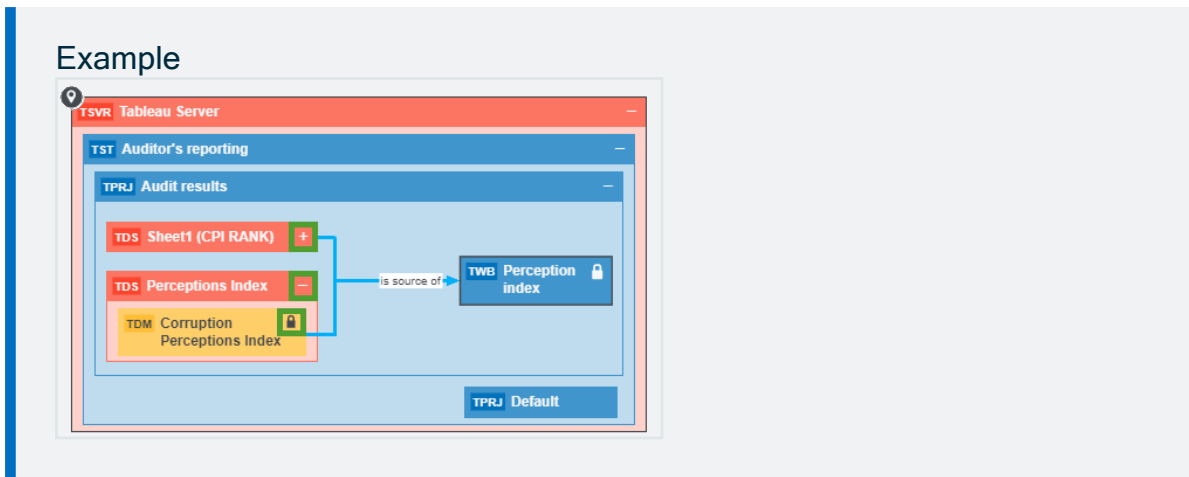 Example
TSVR Tableau Server −
TST Auditor's reporting −
TPRJ Audit results −
TDS Sheet1 (CPI RANK) +
TDS Perceptions Index −
is source of
TWB Perception
index
TDM Corruption
Perceptions Index
TPRJ Default